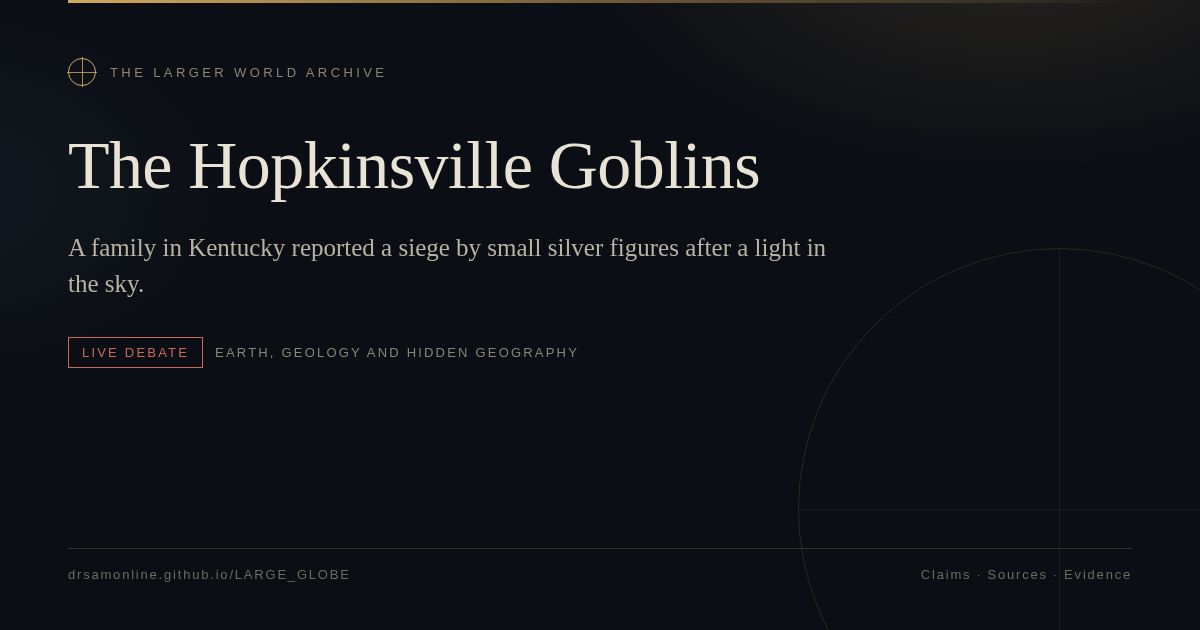 THE LARGER WORLD ARCHIVE
The Hopkinsville Goblins
A family in Kentucky reported a siege by small silver figures after a light in
the sky.
LIVE DEBATE EARTH, GEOLOGY AND HIDDEN GEOGRAPHY
drsamonline.github.io/LARGE_GLOBE Claims · Sources · Evidence